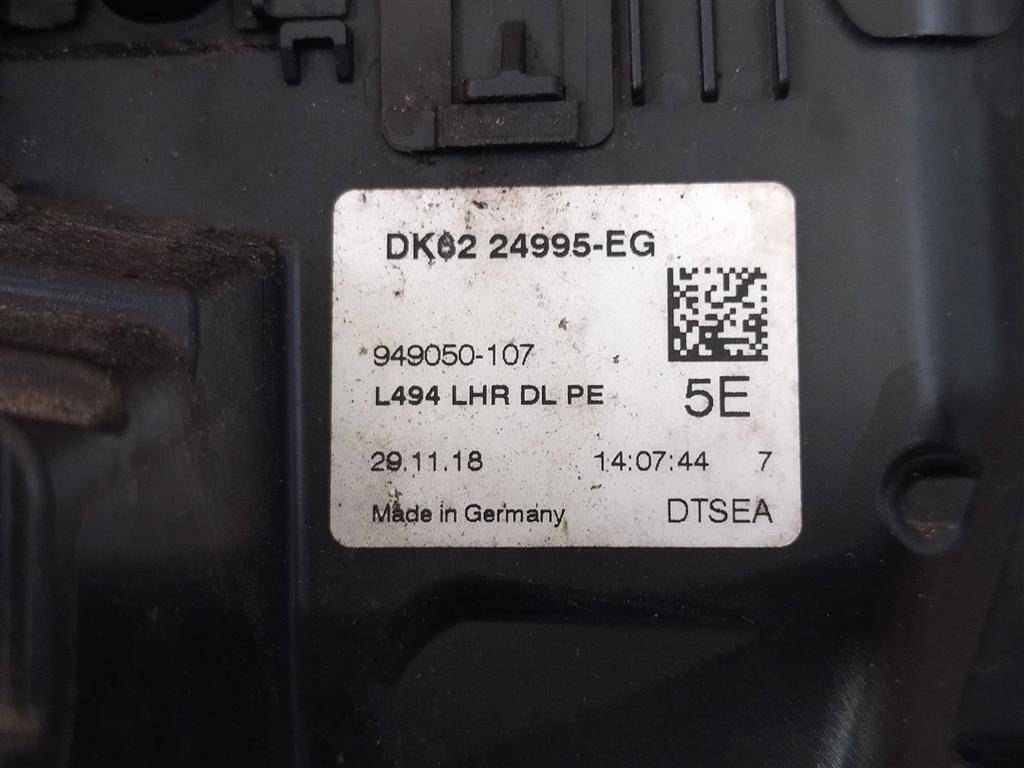 DK62 24995-EG
949050-107
L494 LHR DL PE 5E
29.11.18 14:07:44 7
Made in Germany DTSEA